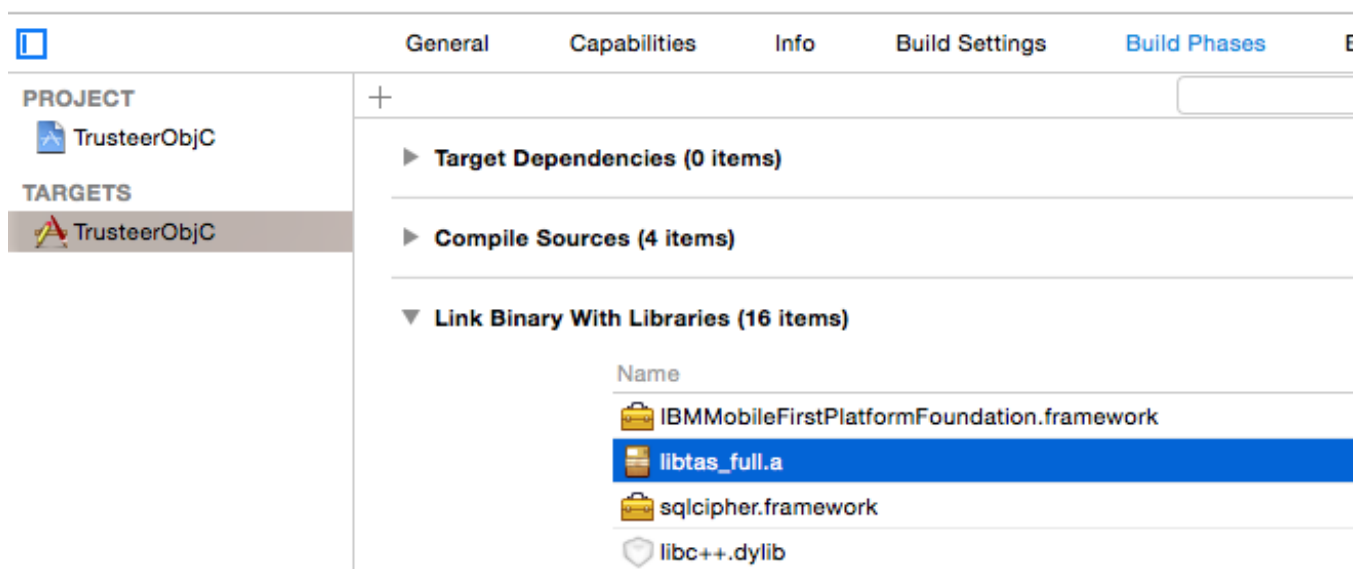 General Capabilities Info Build Settings Build Phases
PROJECT
TrusteerObjC
TARGETS
TrusteerObjC
Target Dependencies (0 items)
Compile Sources (4 items)
Link Binary With Libraries (16 items)
Name
IBMMobileFirstPlatformFoundation.framework
libtas_full.a
sqlcipher.framework
libc++.dylib